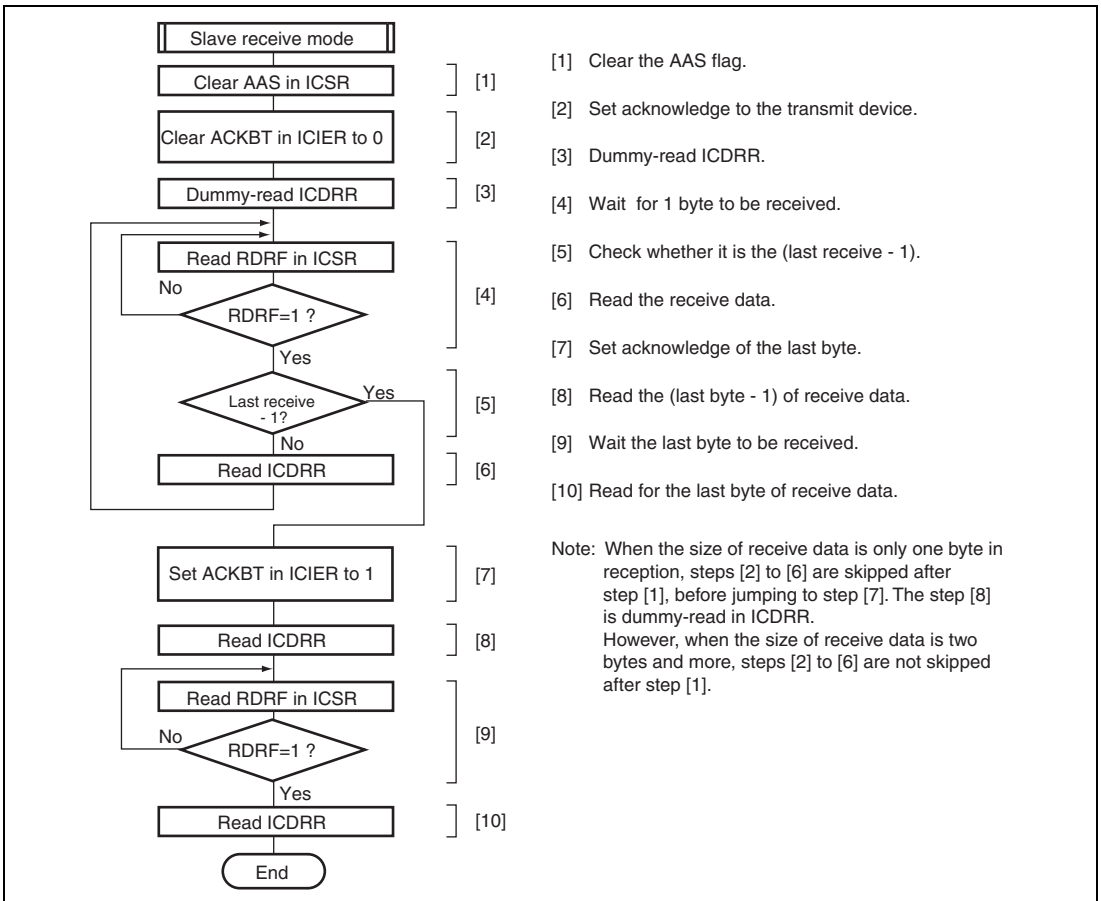 Slave receive mode
Clear AAS in ICSR
[1]
Clear ACKBT in ICIER to 0
[2]
Dummy-read ICDRR
[3]
Read RDRF in ICSR
No
RDRF=1 ?
[4]
Yes
Last receive
- 1?
Yes
[5]
No
Read ICDRR
[6]
Set ACKBT in ICIER to 1
[7]
Read ICDRR
[8]
Read RDRF in ICSR
No
RDRF=1 ?
[9]
Yes
Read ICDRR
[10]
End
[1] Clear the AAS flag.
[2] Set acknowledge to the transmit device.
[3] Dummy-read ICDRR.
[4] Wait for 1 byte to be received.
[5] Check whether it is the (last receive - 1).
[6] Read the receive data.
[7] Set acknowledge of the last byte.
[8] Read the (last byte - 1) of receive data.
[9] Wait the last byte to be received.
[10] Read for the last byte of receive data.
Note: When the size of receive data is only one byte in
reception, steps [2] to [6] are skipped after
step [1], before jumping to step [7]. The step [8]
is dummy-read in ICDRR.
However, when the size of receive data is two
bytes and more, steps [2] to [6] are not skipped
after step [1].